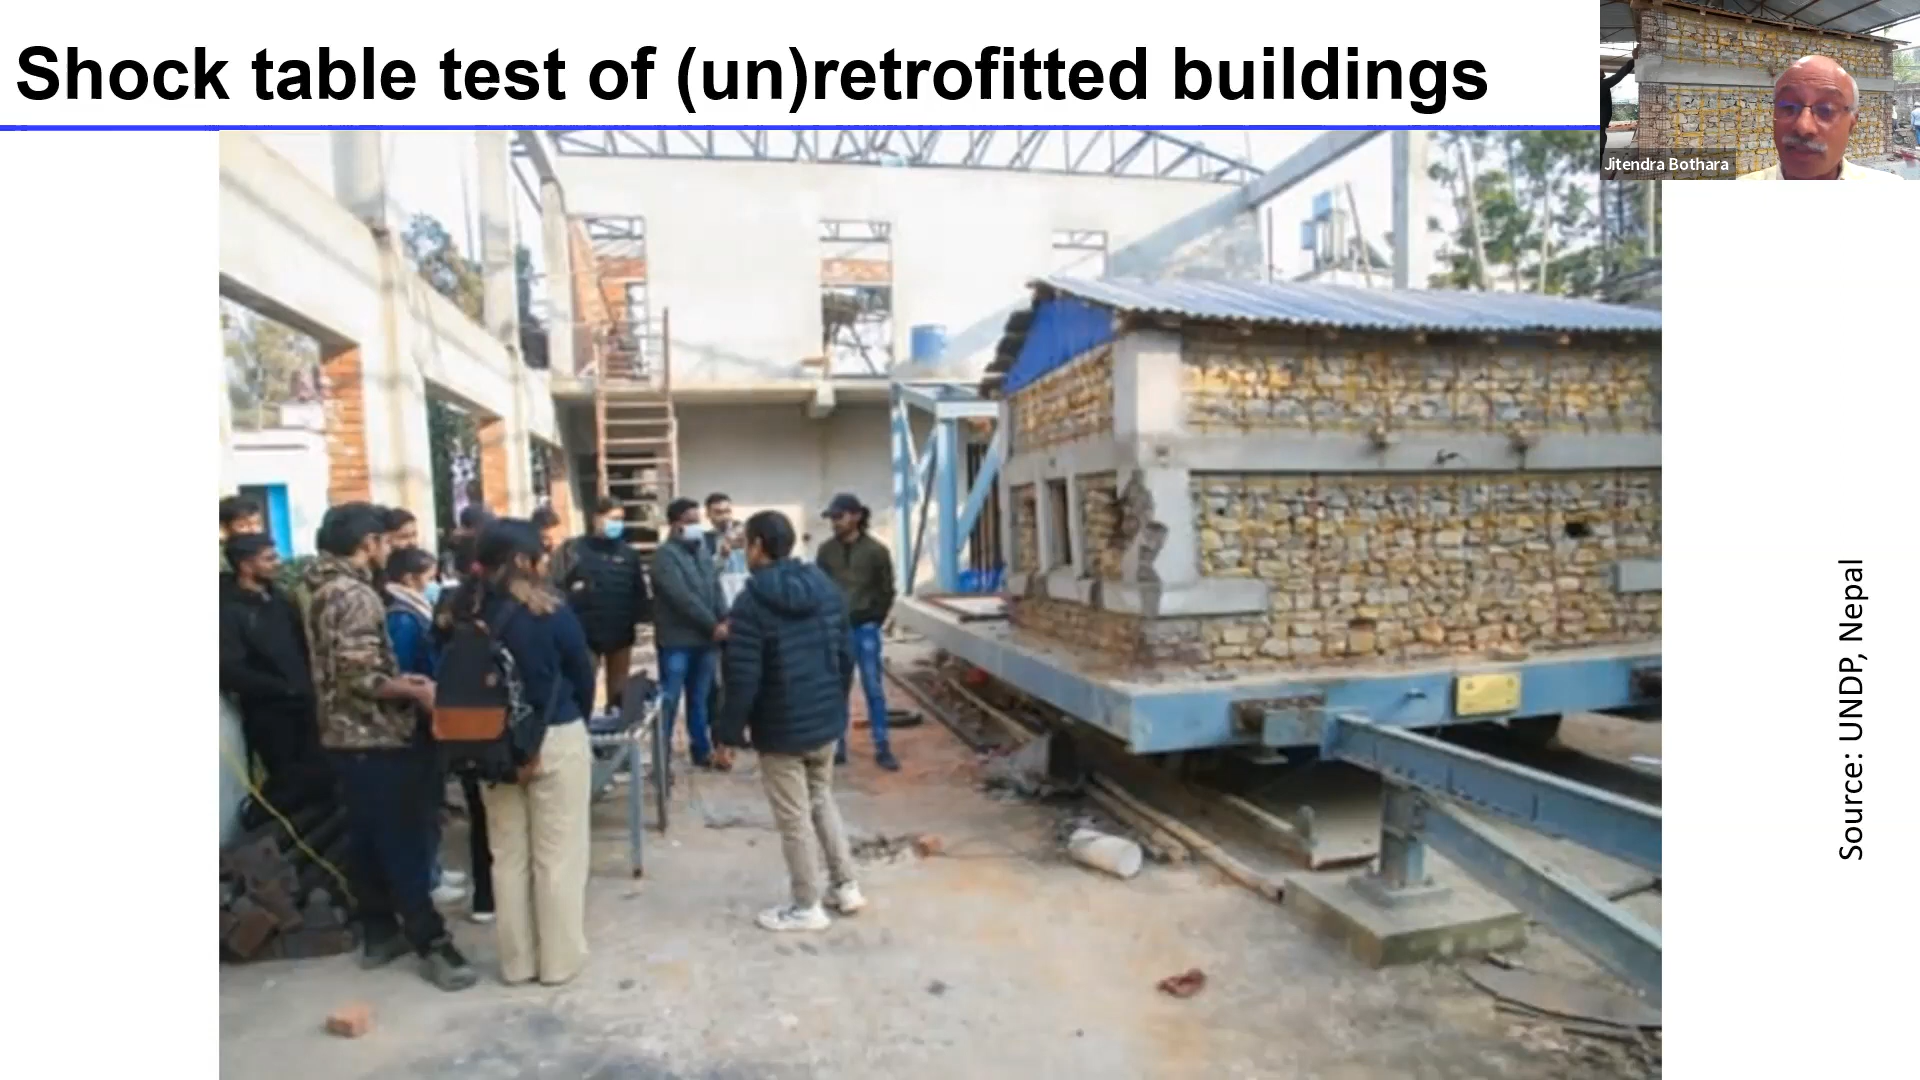 Shock table test of (un)retrofitted buildings
Jitendra Bothara
Source: UNDP, Nepal